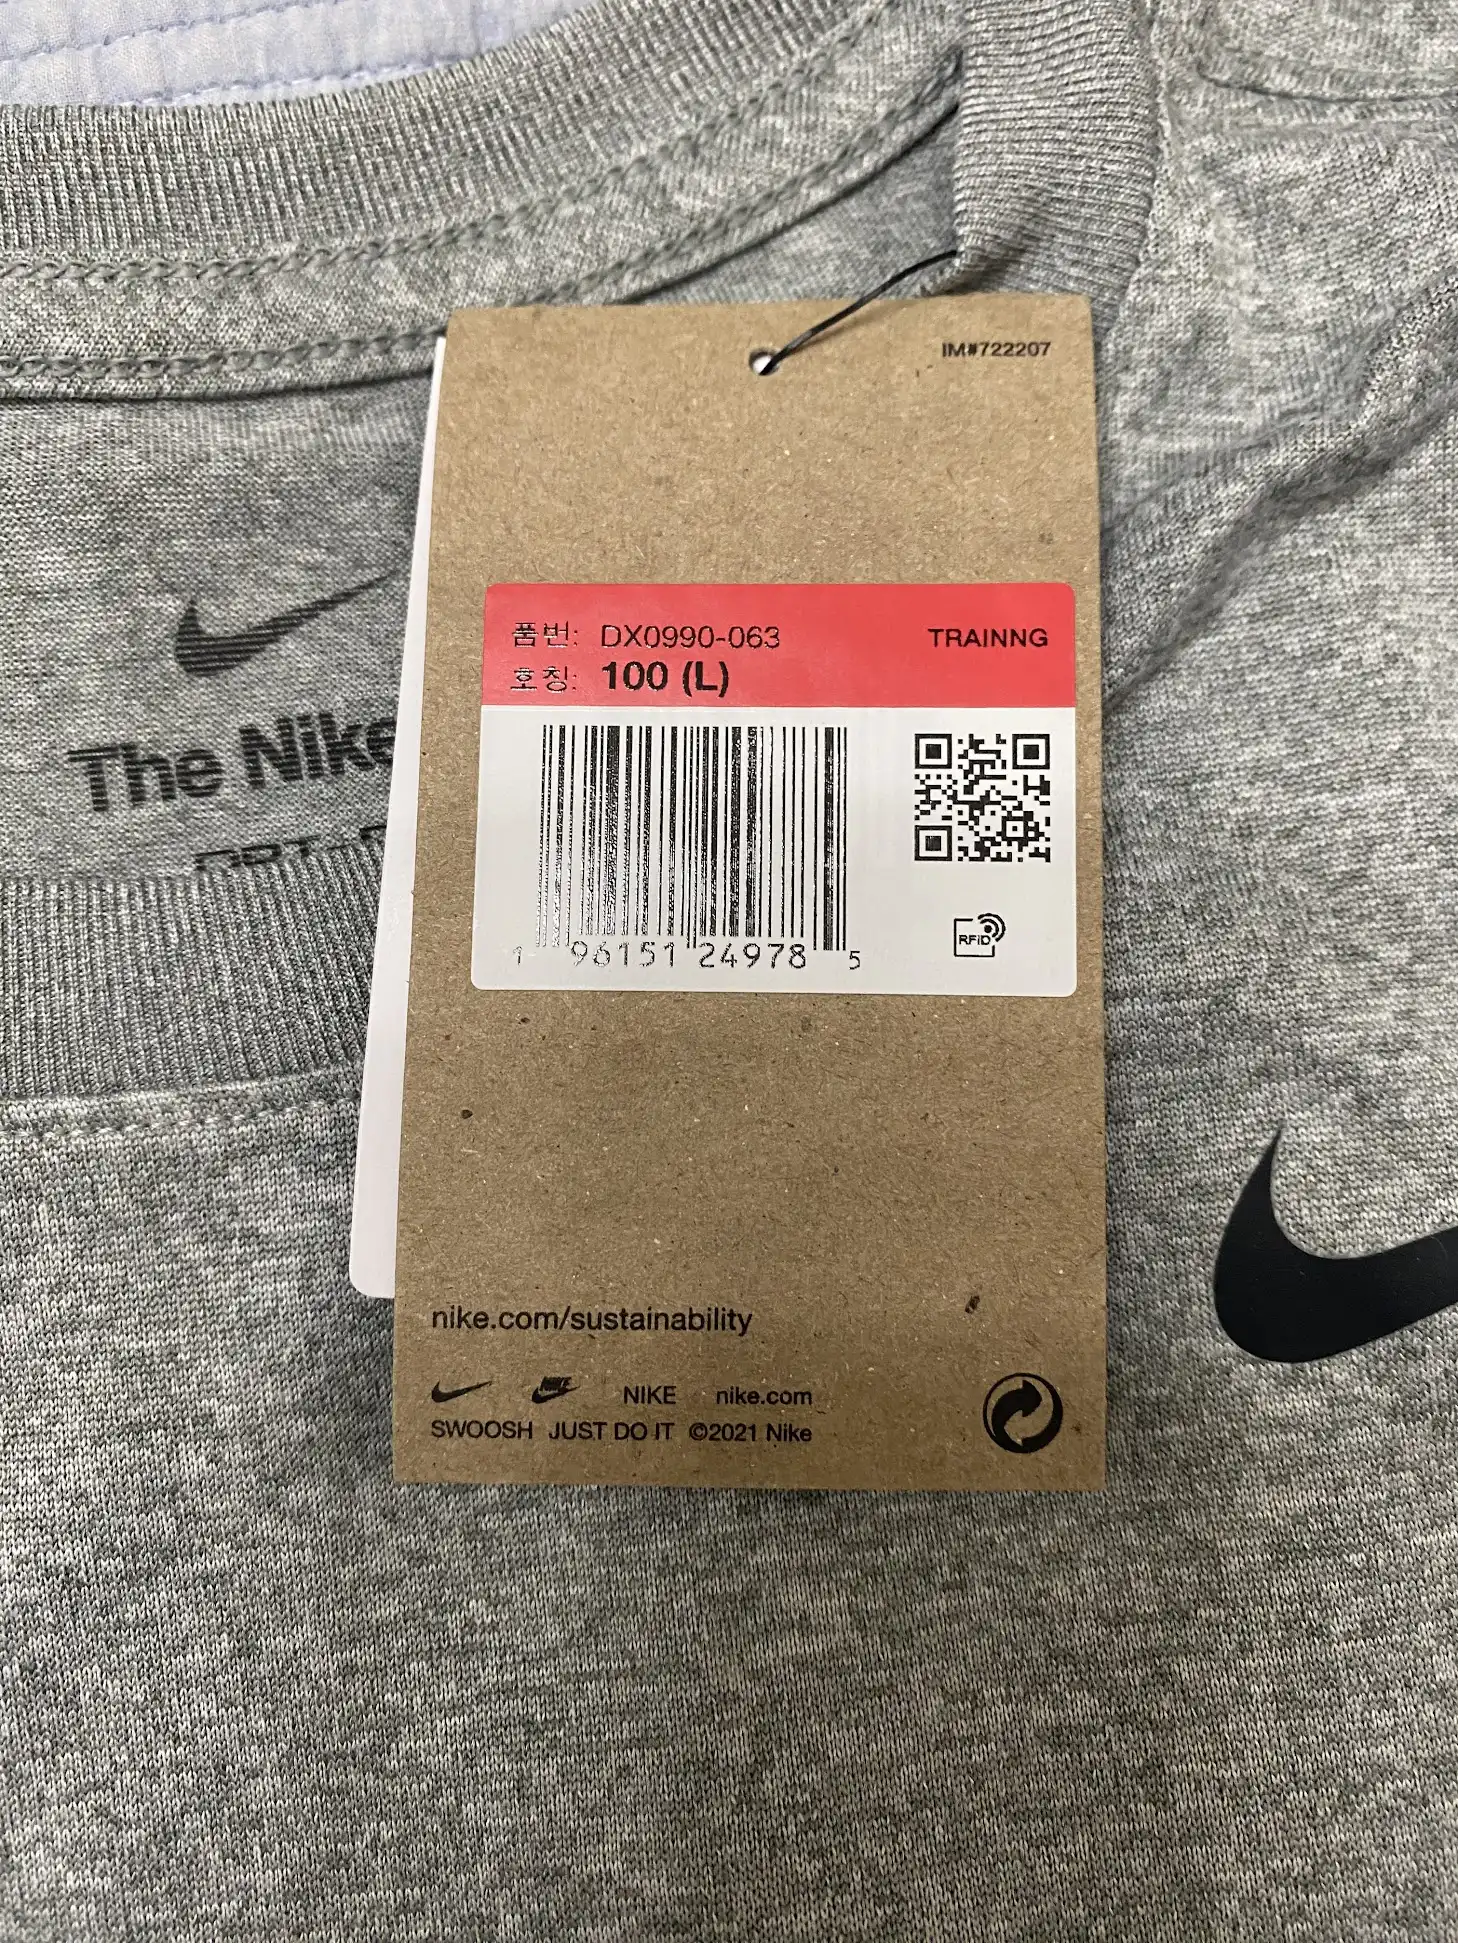 IM#722207
품번: DX0990-063 TRAINNG
호칭: 100 (L)
1 96151 24978 5
RFID
The Nike
nike.com/sustainability
NIKE NIKE nike.com
SWOOSH JUST DO IT ©2021 Nike